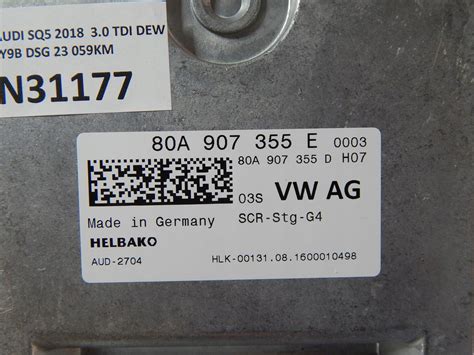 AUDI SQ5 2018 3.0 TDI DEW
Y9B DSG 23 059KM
N31177
80A 907 355 E 0003
80A 907 355 D H07
03S VW AG
Made in Germany SCR-Stg-G4
HELBAKO
AUD-2704 HLK-00131.08.1600010498